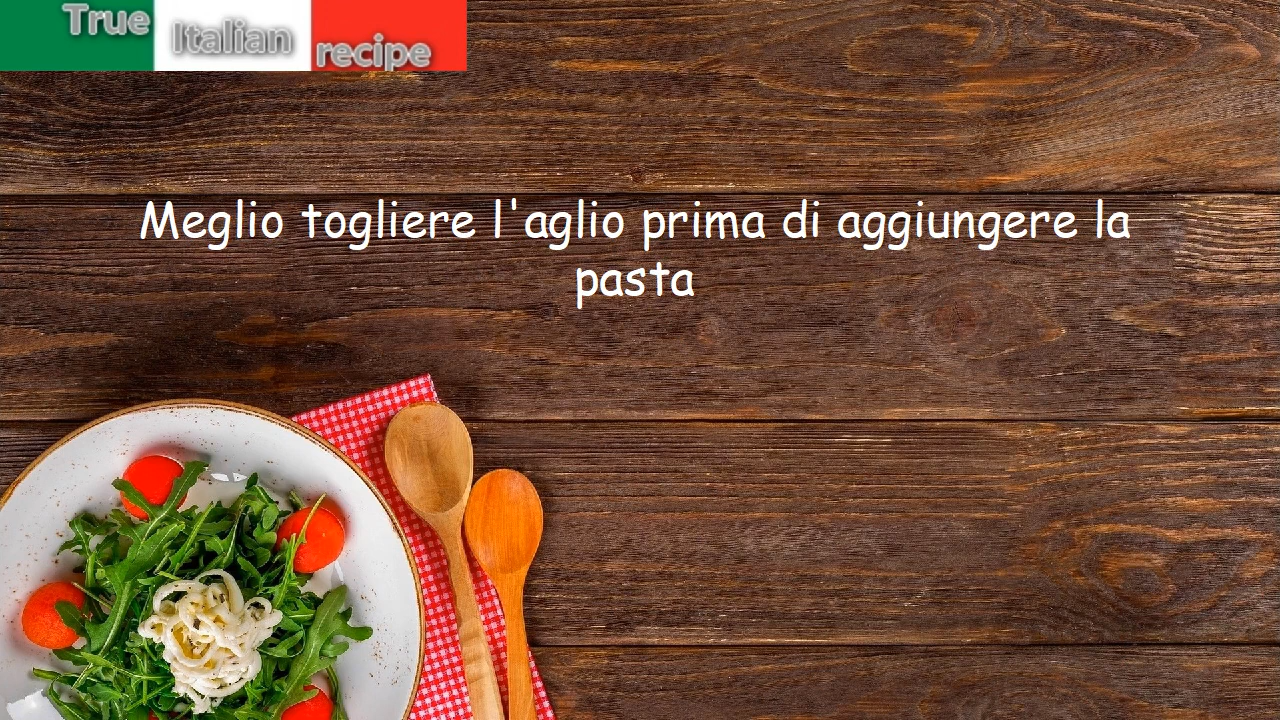 True Italian recipe
Meglio togliere l'aglio prima di aggiungere la
pasta